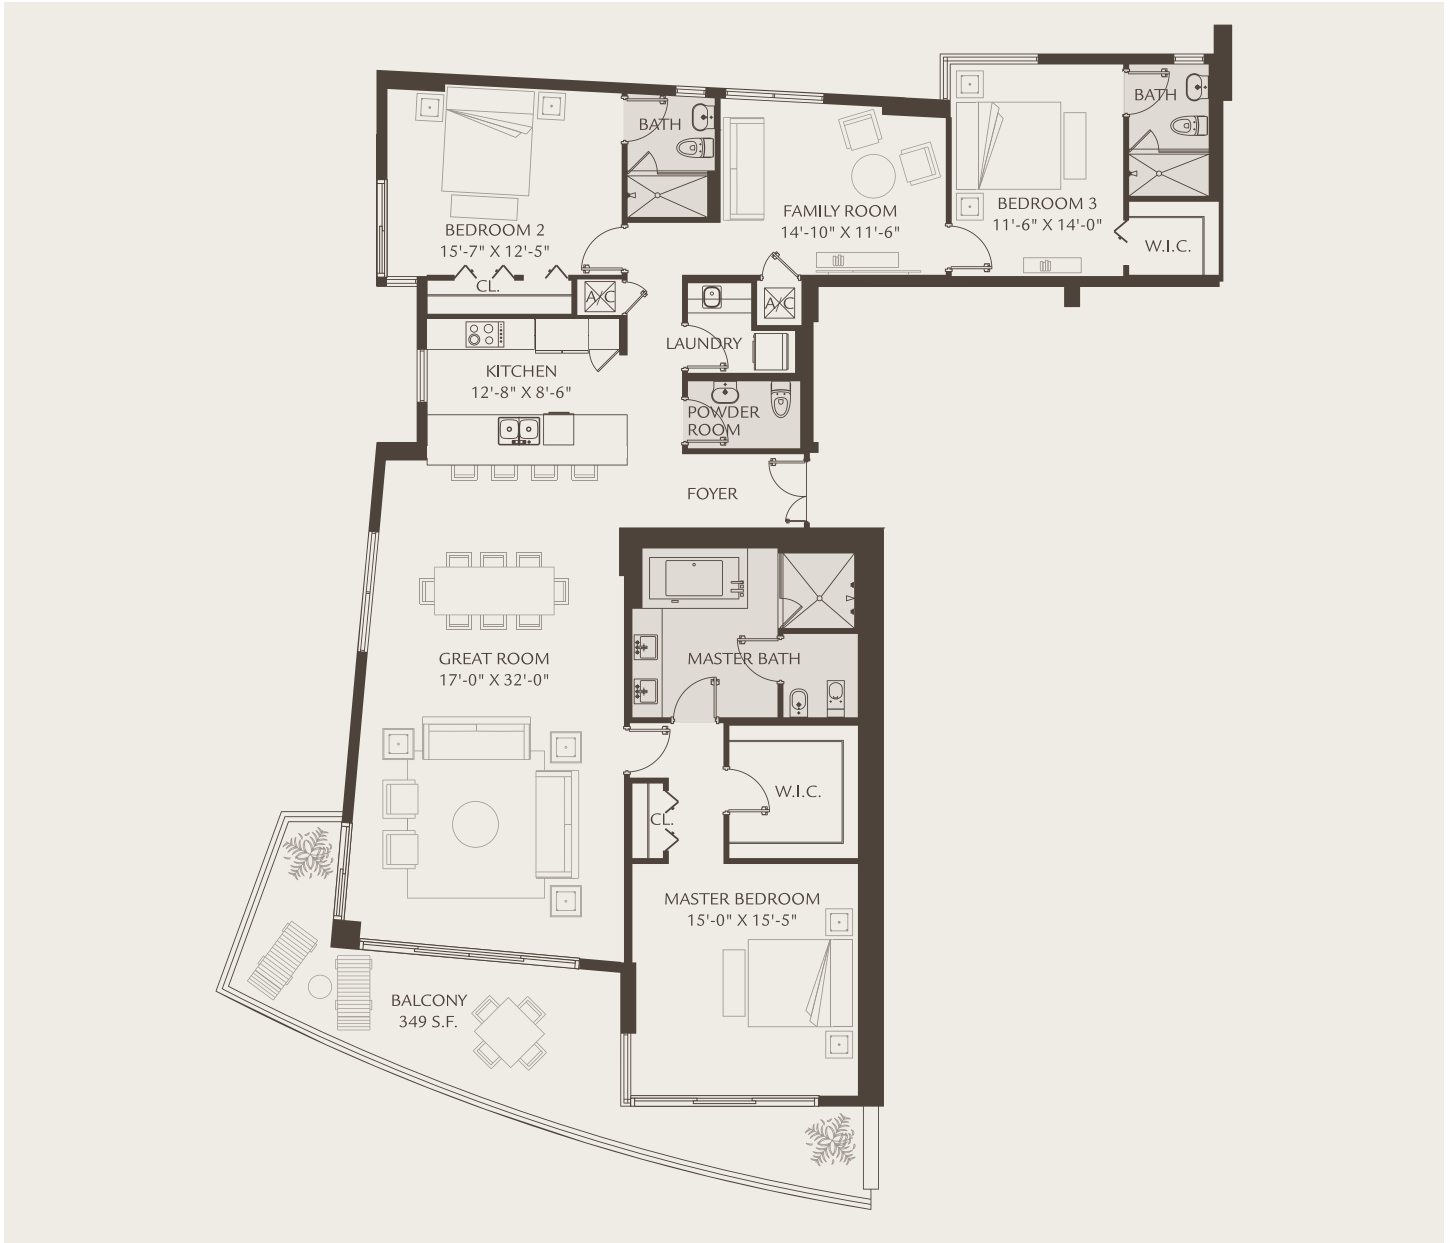 BATH
BATH
FAMILY ROOM
14'-10" X 11'-6"
BEDROOM 3
11'-6" X 14'-0"
BEDROOM 2
15'-7" X 12'-5"
W.I.C.
CL.
A/C
A/C
LAUNDRY
KITCHEN
12'-8" X 8'-6"
POWDER
ROOM
FOYER
GREAT ROOM
17'-0" X 32'-0"
MASTER BATH
W.I.C.
CL.
MASTER BEDROOM
15'-0" X 15'-5"
BALCONY
349 S.F.